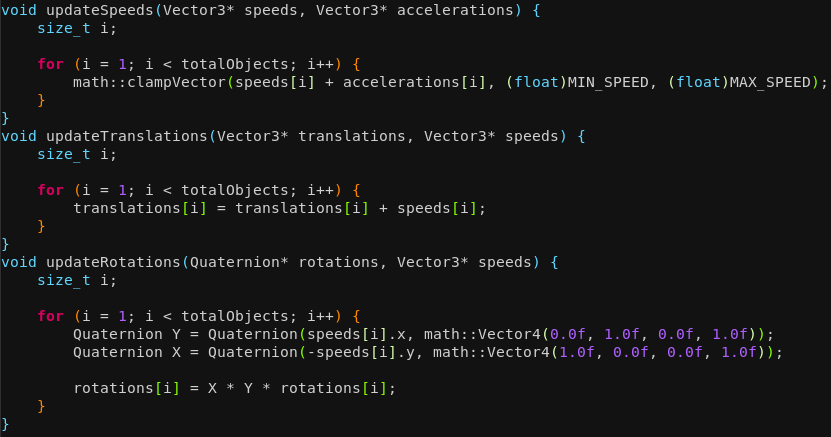 void updateSpeeds(Vector3* speeds, Vector3* accelerations) {
    size_t i;

    for (i = 1; i < totalObjects; i++) {
        math::clampVector(speeds[i] + accelerations[i], (float)MIN_SPEED, (float)MAX_SPEED);
    }
}
void updateTranslations(Vector3* translations, Vector3* speeds) {
    size_t i;

    for (i = 1; i < totalObjects; i++) {
        translations[i] = translations[i] + speeds[i];
    }
}
void updateRotations(Quaternion* rotations, Vector3* speeds) {
    size_t i;

    for (i = 1; i < totalObjects; i++) {
        Quaternion Y = Quaternion(speeds[i].x, math::Vector4(0.0f, 1.0f, 0.0f, 1.0f));
        Quaternion X = Quaternion(-speeds[i].y, math::Vector4(1.0f, 0.0f, 0.0f, 1.0f));

        rotations[i] = X * Y * rotations[i];
    }
}